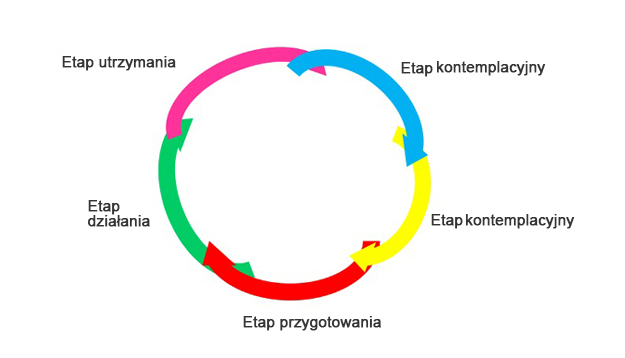 Etap utrzymania
Etap kontemplacyjny
Etap kontemplacyjny
Etap
działania
Etap przygotowania